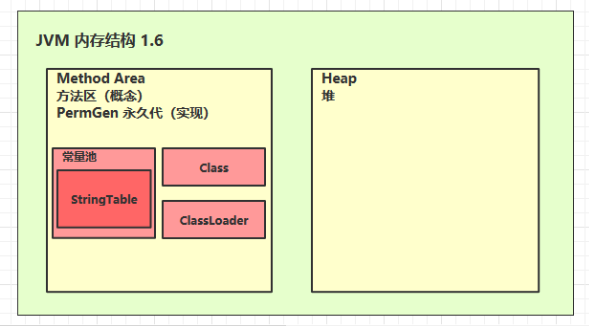 JVM 内存结构 1.6
Method Area
方法区（概念）
PermGen 永久代（实现）
常量池
StringTable
Class
ClassLoader
Heap
堆